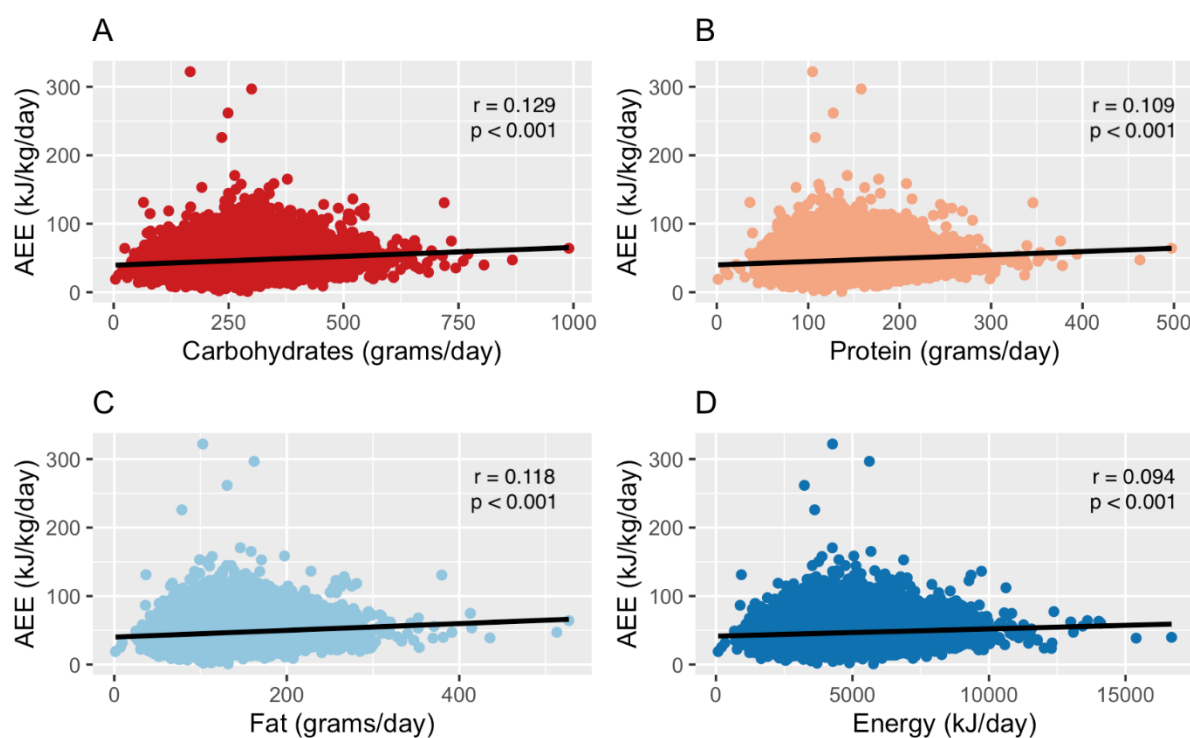 A
AEE (kJ/kg/day)
300
200
100
0
r = 0.129
p < 0.001
0 250 500 750 1000
Carbohydrates (grams/day)
B
AEE (kJ/kg/day)
300
200
100
0
r = 0.109
p < 0.001
0 100 200 300 400 500
Protein (grams/day)
C
AEE (kJ/kg/day)
300
200
100
0
r = 0.118
p < 0.001
0 200 400
Fat (grams/day)
D
AEE (kJ/kg/day)
300
200
100
0
r = 0.094
p < 0.001
0 5000 10000 15000
Energy (kJ/day)